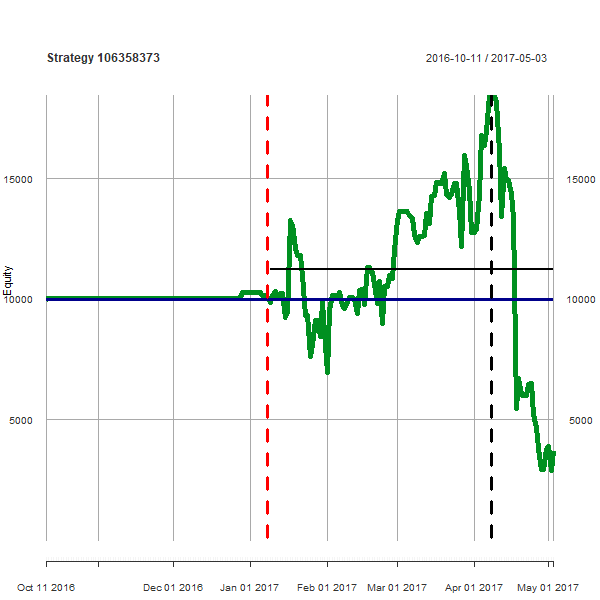 Strategy 106358373
2016-10-11 / 2017-05-03
15000
15000
Equity
10000
10000
5000
5000
Oct 11 2016
Dec 01 2016
Jan 01 2017
Feb 01 2017
Mar 01 2017
Apr 01 2017
May 01 2017